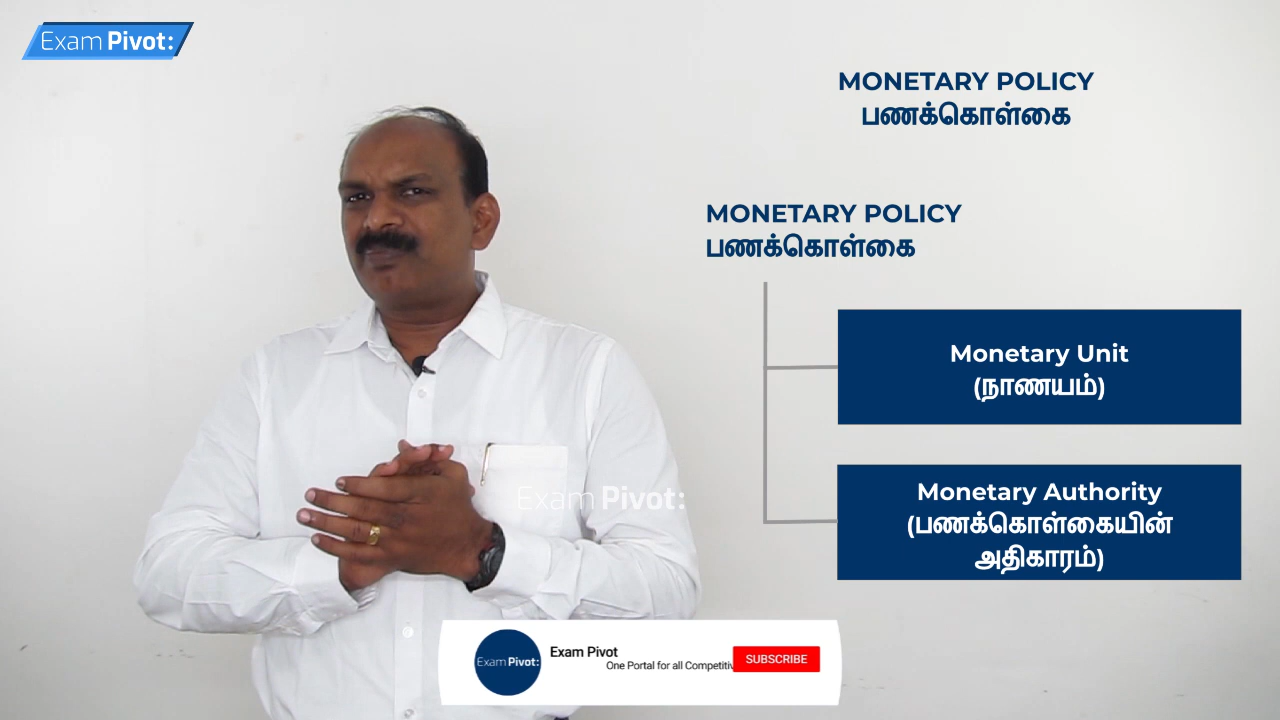 Exam Pivot:
MONETARY POLICY
பணக்கொள்கை
MONETARY POLICY
பணக்கொள்கை
Monetary Unit
(நாணயம்)
Monetary Authority
(பணக்கொள்கையின்
அதிகாரம்)
Exam Pivot:
Exam Pivot:
Exam Pivot
One Portal for all Competitiv
SUBSCRIBE